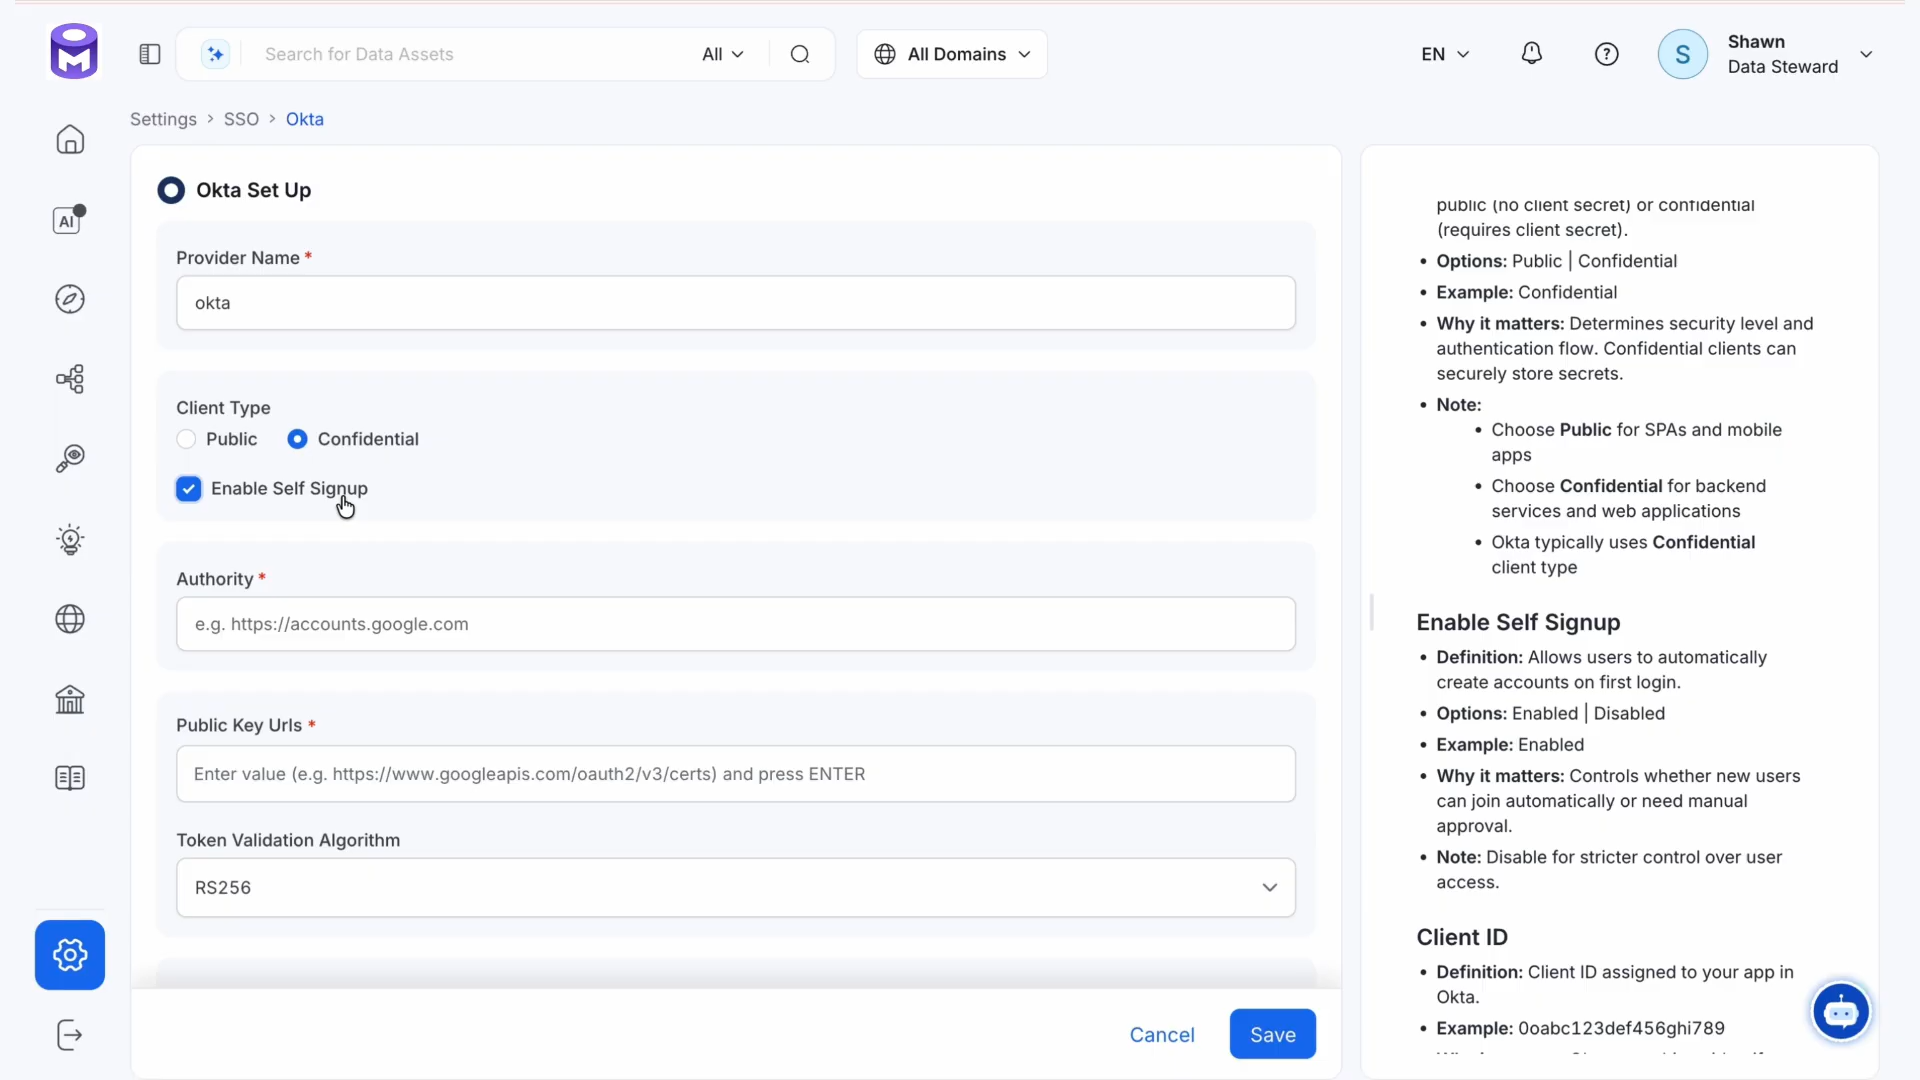 Search for Data Assets
All
All Domains
EN
S
Shawn
Data Steward
Settings > SSO > Okta
AI
Okta Set Up
Provider Name *
okta
Client Type
Public
Confidential
Enable Self Signup
Authority *
e.g. https://accounts.google.com
Public Key Urls *
Enter value (e.g. https://www.googleapis.com/oauth2/v3/certs) and press ENTER
Token Validation Algorithm
RS256
Cancel
Save
public (no client secret) or confidential
(requires client secret).
• Options: Public | Confidential
• Example: Confidential
• Why it matters: Determines security level and
authentication flow. Confidential clients can
securely store secrets.
• Note:
• Choose Public for SPAs and mobile
apps
• Choose Confidential for backend
services and web applications
• Okta typically uses Confidential
client type
Enable Self Signup
• Definition: Allows users to automatically
create accounts on first login.
• Options: Enabled | Disabled
• Example: Enabled
• Why it matters: Controls whether new users
can join automatically or need manual
approval.
• Note: Disable for stricter control over user
access.
Client ID
• Definition: Client ID assigned to your app in
Okta.
• Example: 0oabc123def456ghi789